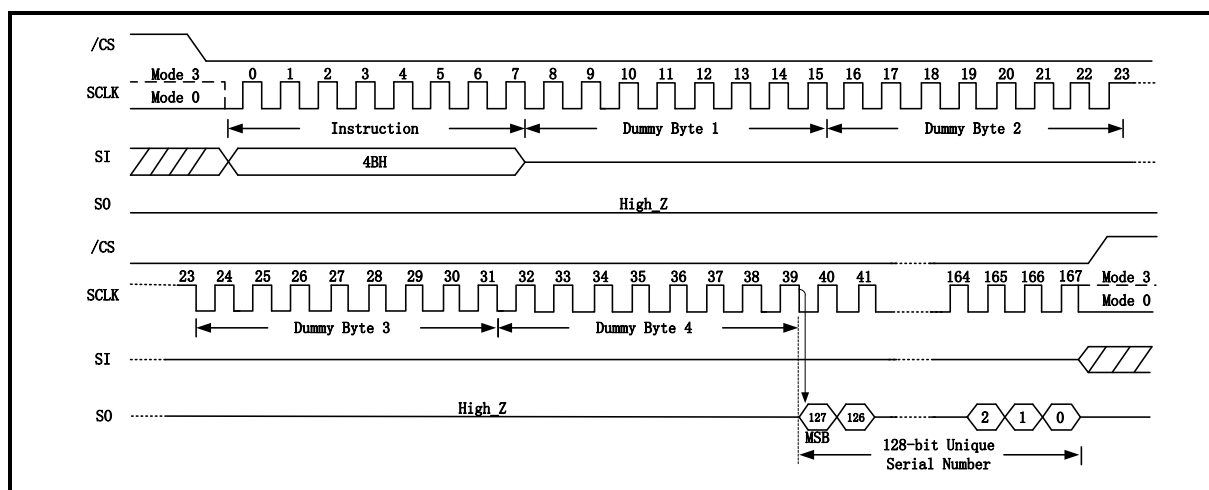 /CS
Mode 3 0 1 2 3 4 5 6 7 8 9 10 11 12 13 14 15 16 17 18 19 20 21 22 23
SCLK Mode 0
Instruction Dummy Byte 1 Dummy Byte 2
SI 4BH
SO High_Z
/CS
23 24 25 26 27 28 29 30 31 32 33 34 35 36 37 38 39 40 41 164 165 166 167 Mode 3
SCLK Mode 0
Dummy Byte 3 Dummy Byte 4
SI
SO High_Z 127 126 2 1 0
MSB 128-bit Unique
Serial Number